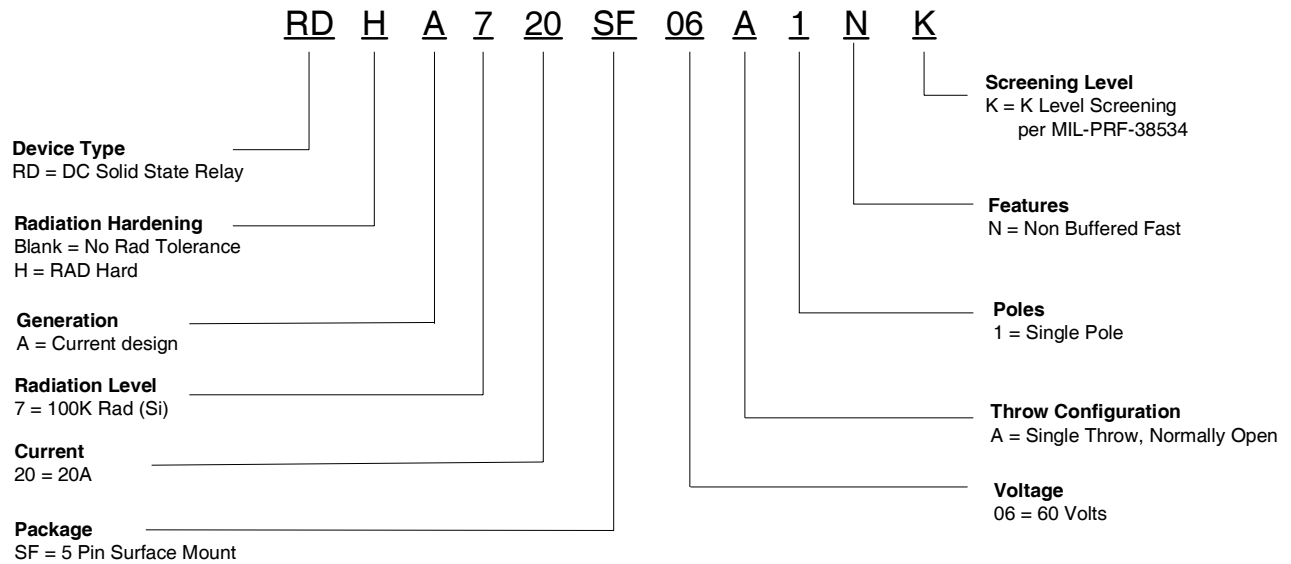 RD H A 7 20 SF 06 A 1 N K
Device Type
RD = DC Solid State Relay
Radiation Hardening
Blank = No Rad Tolerance
H = RAD Hard
Generation
A = Current design
Radiation Level
7 = 100K Rad (Si)
Current
20 = 20A
Package
SF = 5 Pin Surface Mount
Screening Level
K = K Level Screening
per MIL-PRF-38534
Features
N = Non Buffered Fast
Poles
1 = Single Pole
Throw Configuration
A = Single Throw, Normally Open
Voltage
06 = 60 Volts